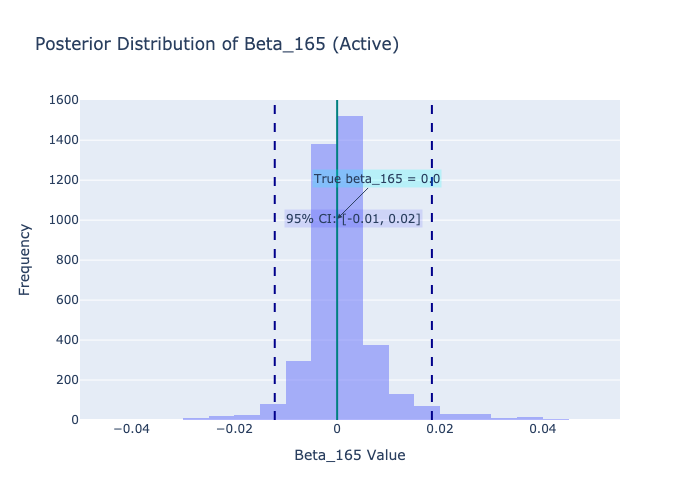 Posterior Distribution of Beta_165 (Active)
1600
1400
1200
1000
800
600
400
200
0
Frequency
True beta_165 = 0.0
95% CI: [-0.01, 0.02]
−0.04
−0.02
0
0.02
0.04
Beta_165 Value